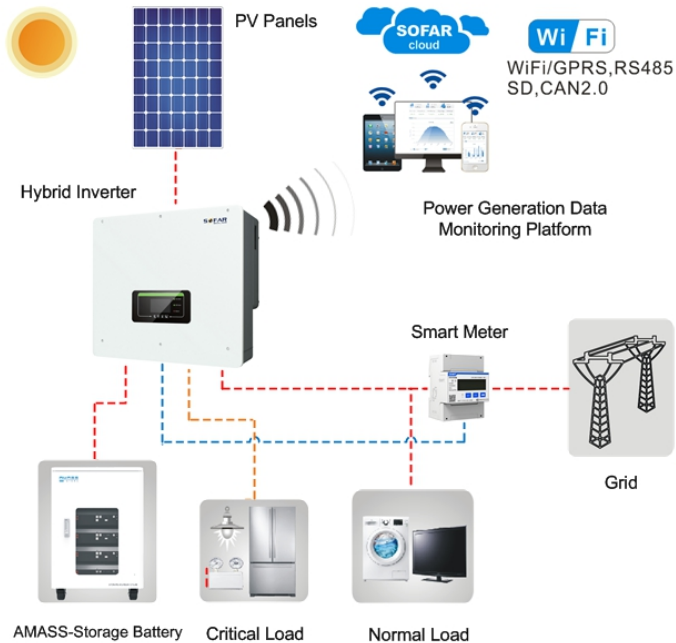 PV Panels
SOFAR
cloud
Wi Fi
WiFi/GPRS,RS485
SD,CAN2.0
Hybrid Inverter
SOFAR
Power Generation Data
Monitoring Platform
Smart Meter
Grid
AMASS-Storage Battery
Critical Load
Normal Load